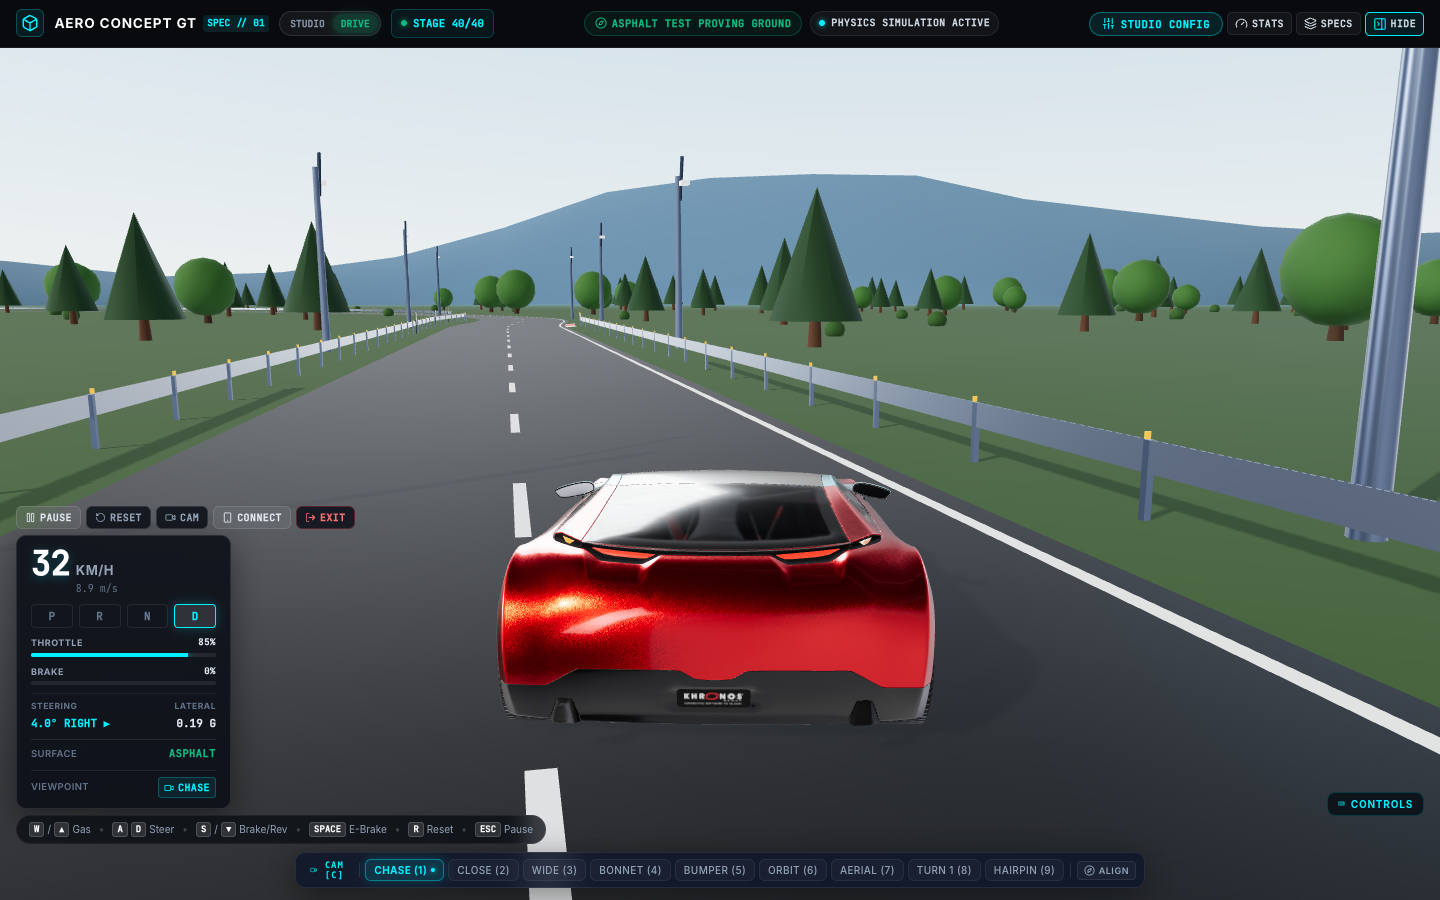 AERO CONCEPT GT SPEC // 01 STUDIO DRIVE STAGE 40/40 ASPHALT TEST PROVING GROUND PHYSICS SIMULATION ACTIVE STUDIO CONFIG STATS SPECS HIDE
PAUSE RESET CAM CONNECT EXIT
32 KM/H
8.9 m/s
P R N D
THROTTLE 85%
BRAKE 0%
STEERING LATERAL
4.0° RIGHT ▶ 0.19 G
SURFACE ASPHALT
VIEWPOINT CHASE
KHRONOS
CONTROLS
W / ▲ Gas • A D Steer • S / ▼ Brake/Rev • SPACE E-Brake • R Reset • ESC Pause
CAM
[C]
CHASE (1) CLOSE (2) WIDE (3) BONNET (4) BUMPER (5) ORBIT (6) AERIAL (7) TURN 1 (8) HAIRPIN (9) ALIGN